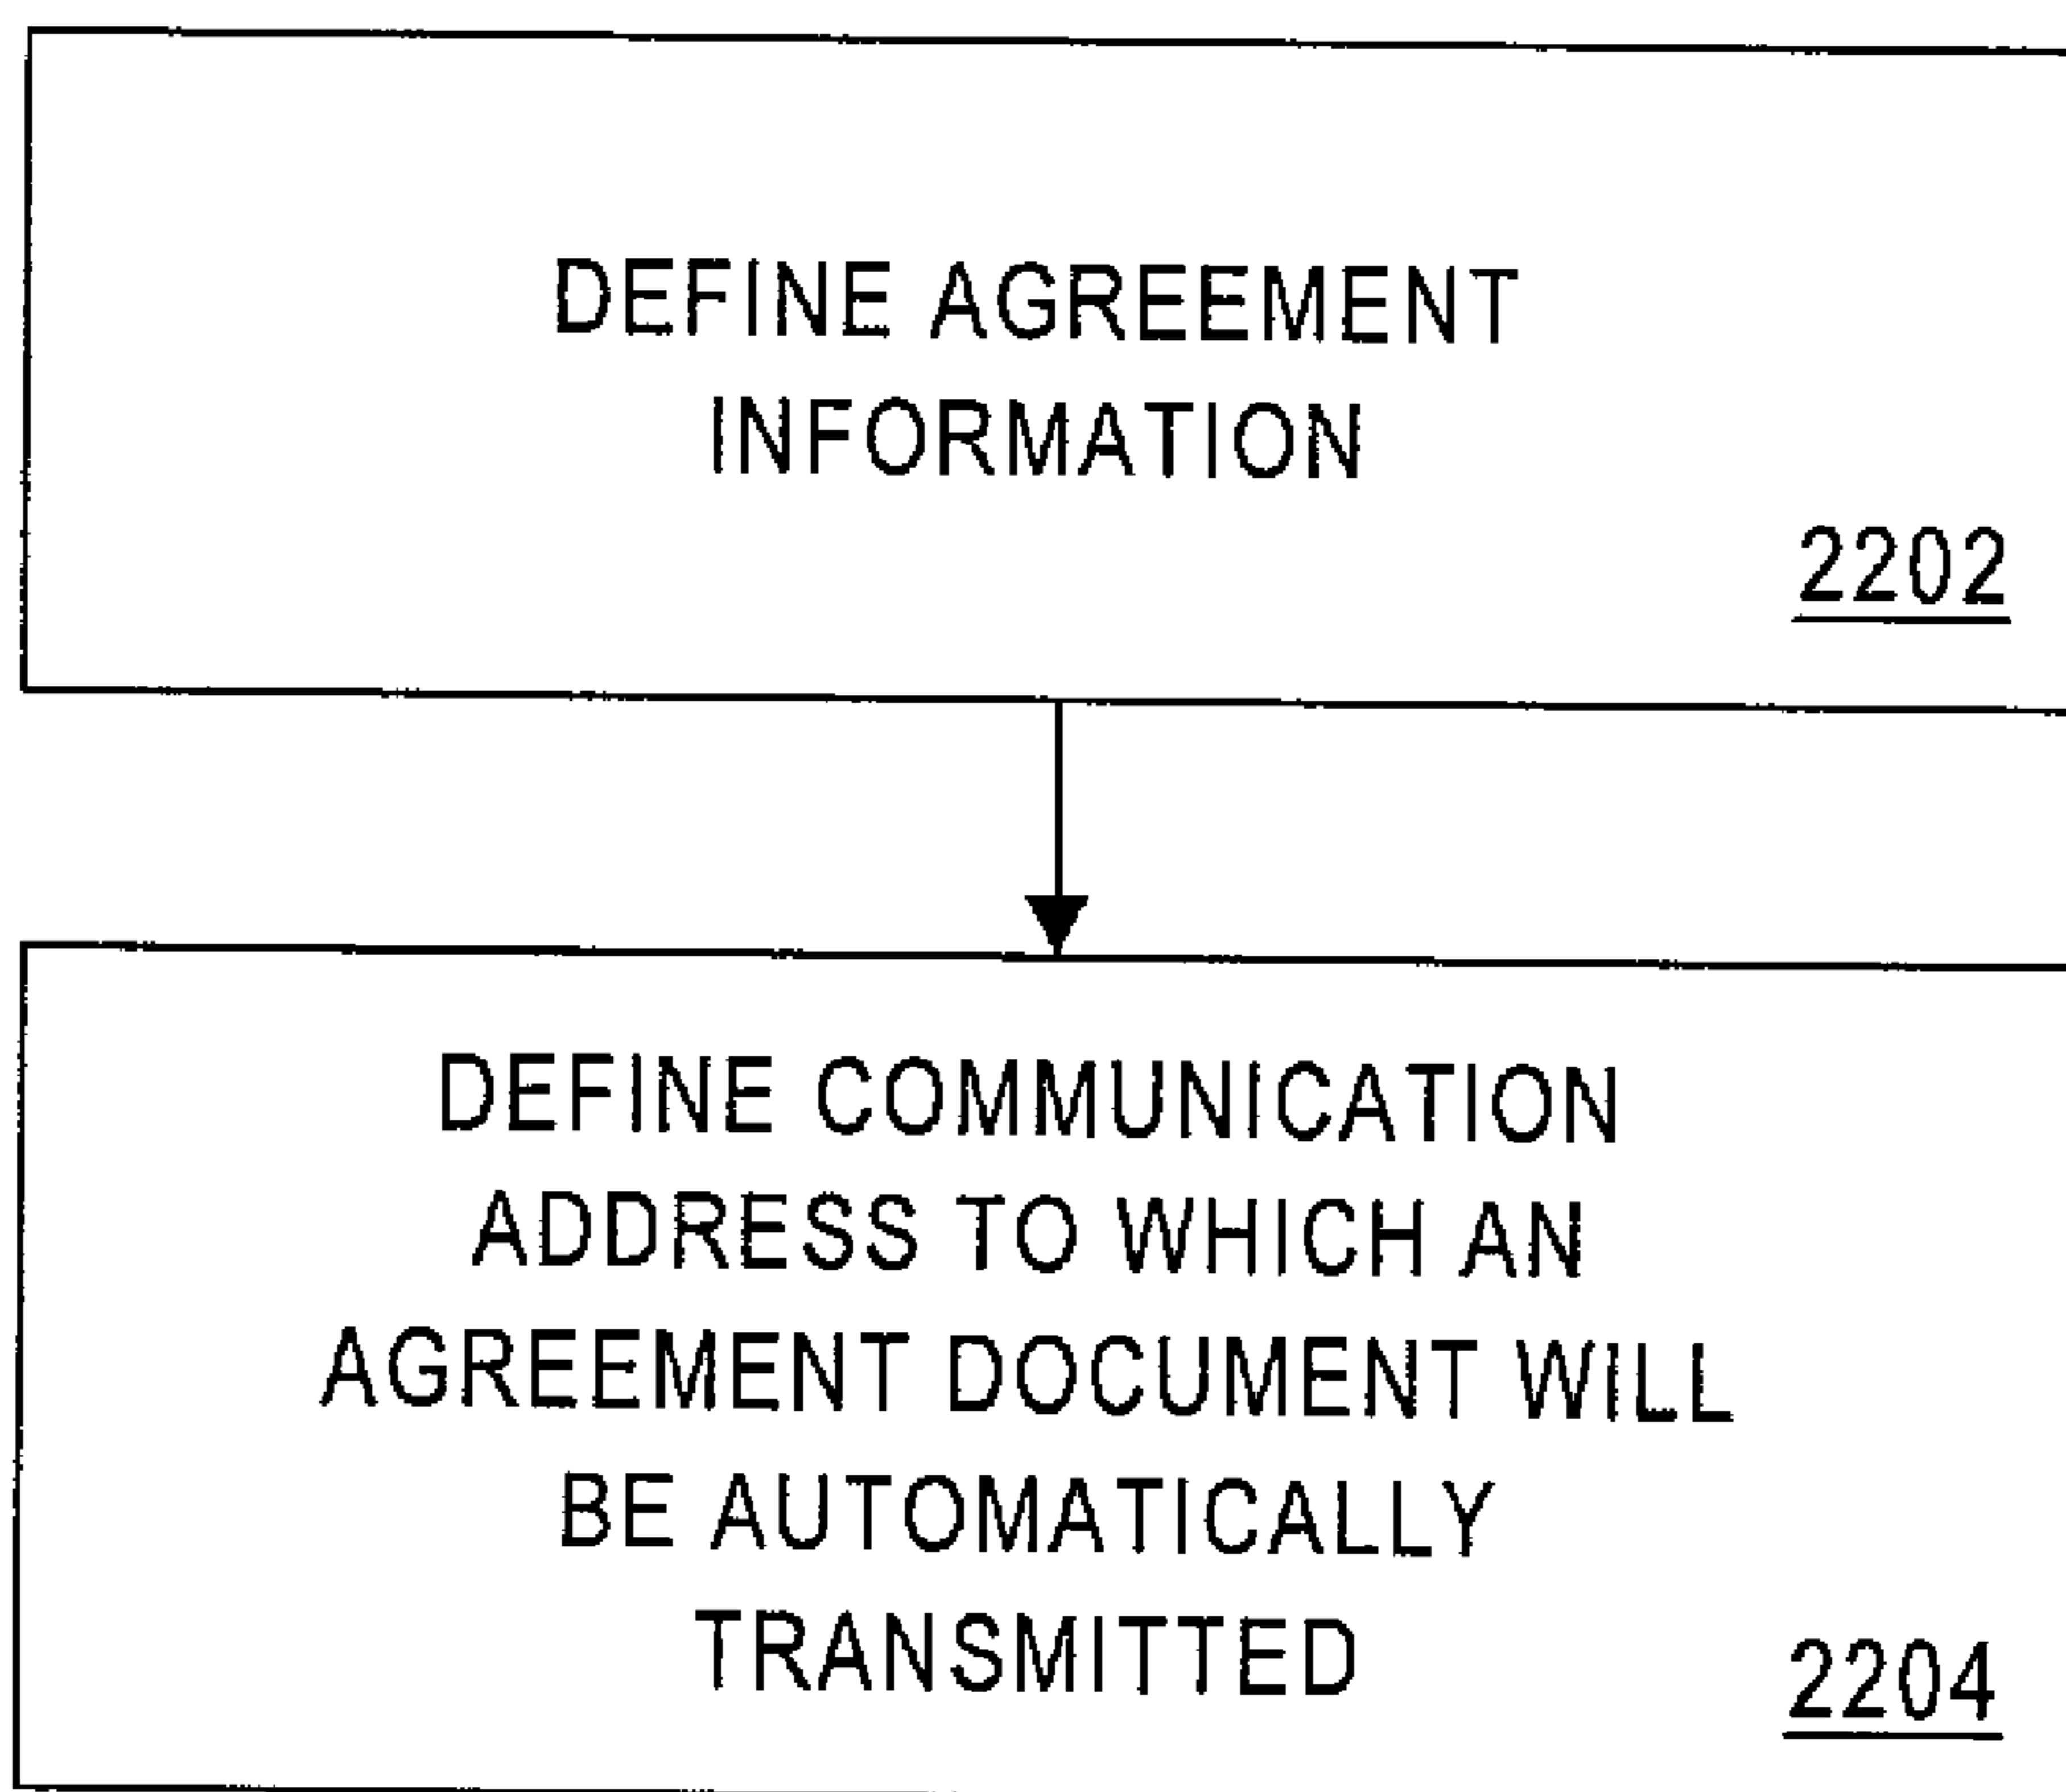 DEFINE AGREEMENT
INFORMATION
2202
DEFINE COMMUNICATION
ADDRESS TO WHICH AN
AGREEMENT DOCUMENT WILL
BE AUTOMATICALLY
TRANSMITTED
2204